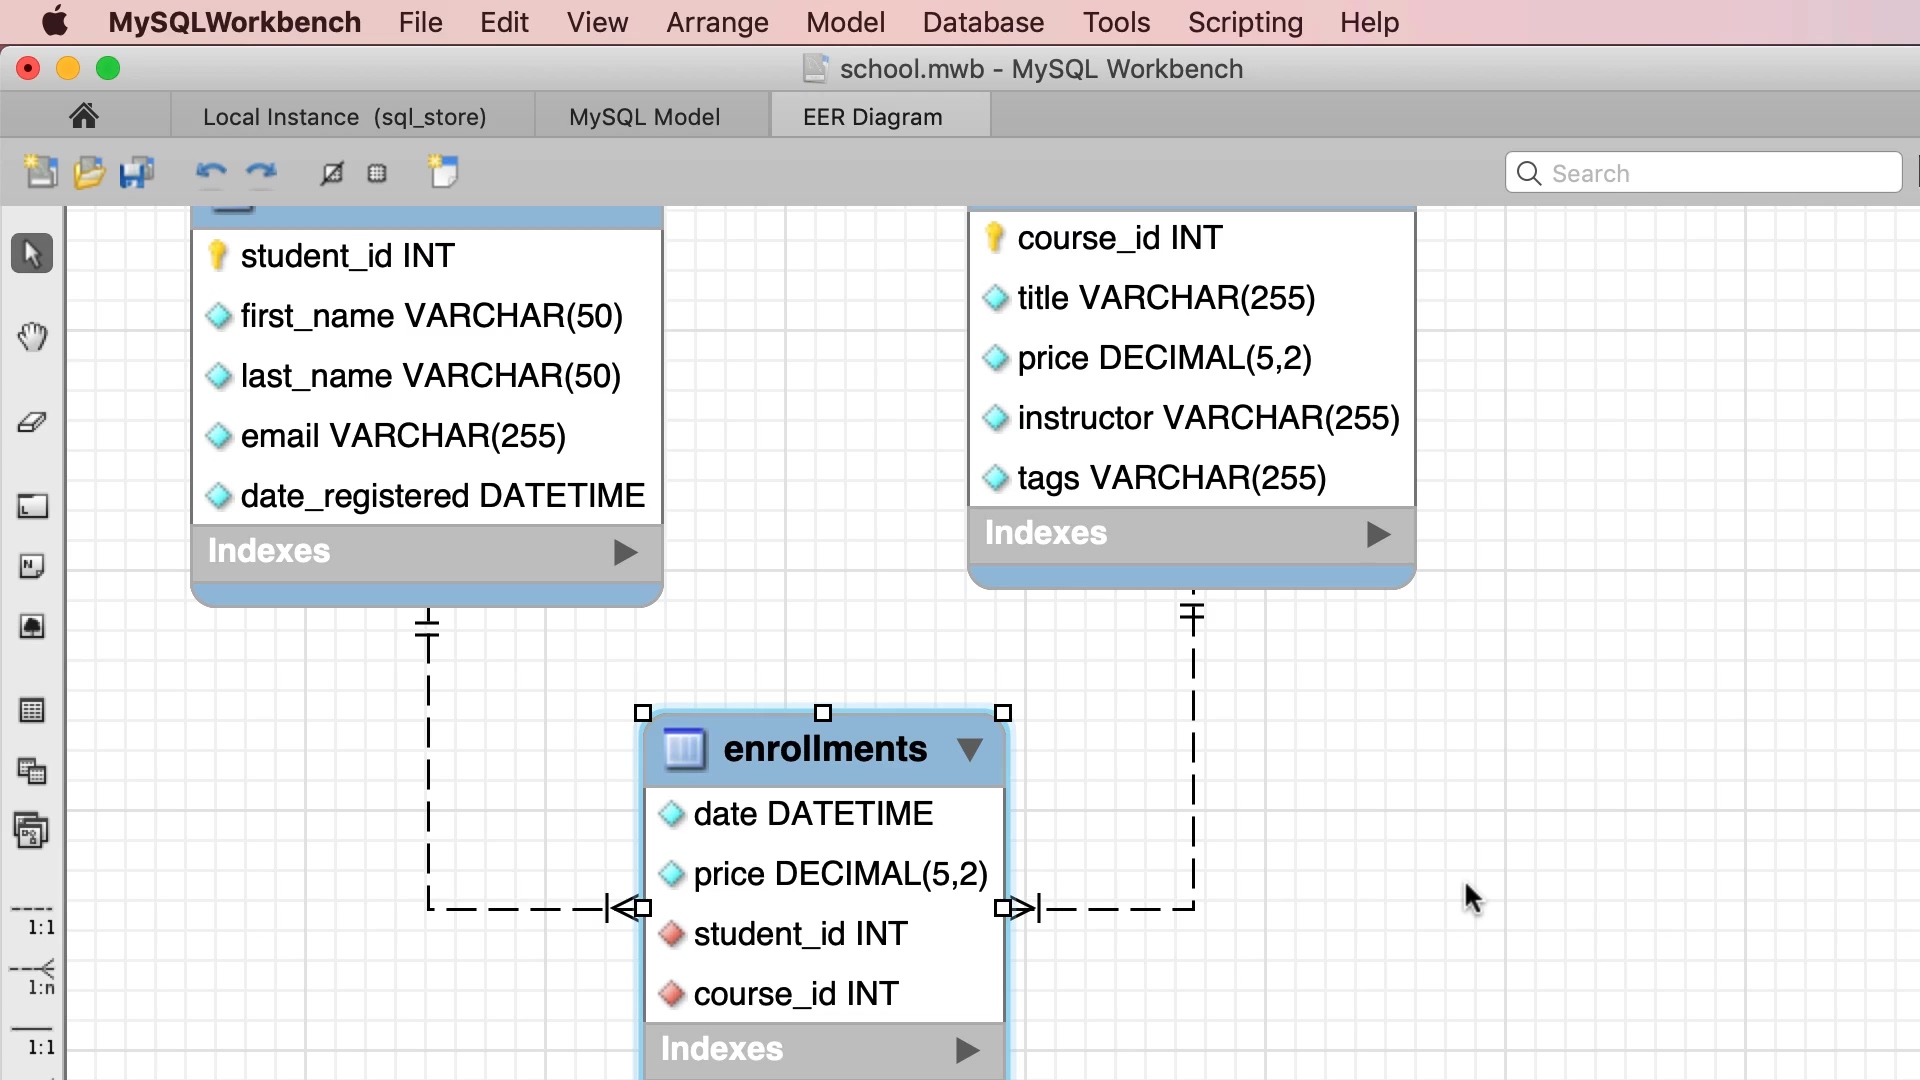 MySQLWorkbench File Edit View Arrange Model Database Tools Scripting Help
school.mwb - MySQL Workbench
Local Instance (sql_store) MySQL Model EER Diagram
Search
student_id INT
first_name VARCHAR(50)
last_name VARCHAR(50)
email VARCHAR(255)
date_registered DATETIME
Indexes
course_id INT
title VARCHAR(255)
price DECIMAL(5,2)
instructor VARCHAR(255)
tags VARCHAR(255)
Indexes
enrollments
date DATETIME
price DECIMAL(5,2)
student_id INT
course_id INT
Indexes
1:1
1:n
1:1